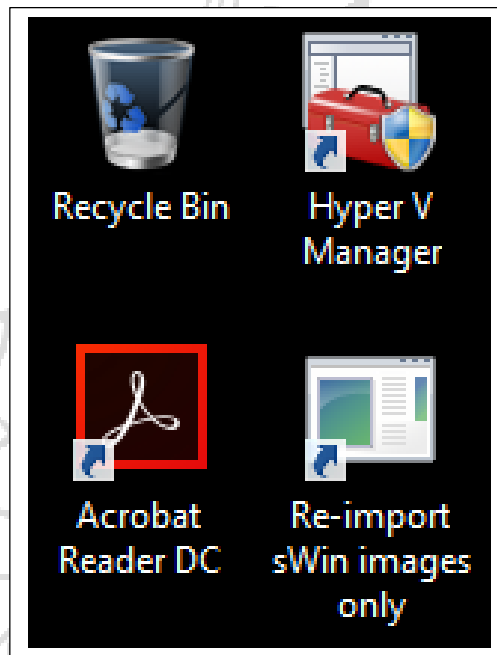 Recycle Bin
Hyper V
Manager
Acrobat
Reader DC
Re-import
sWin images
only